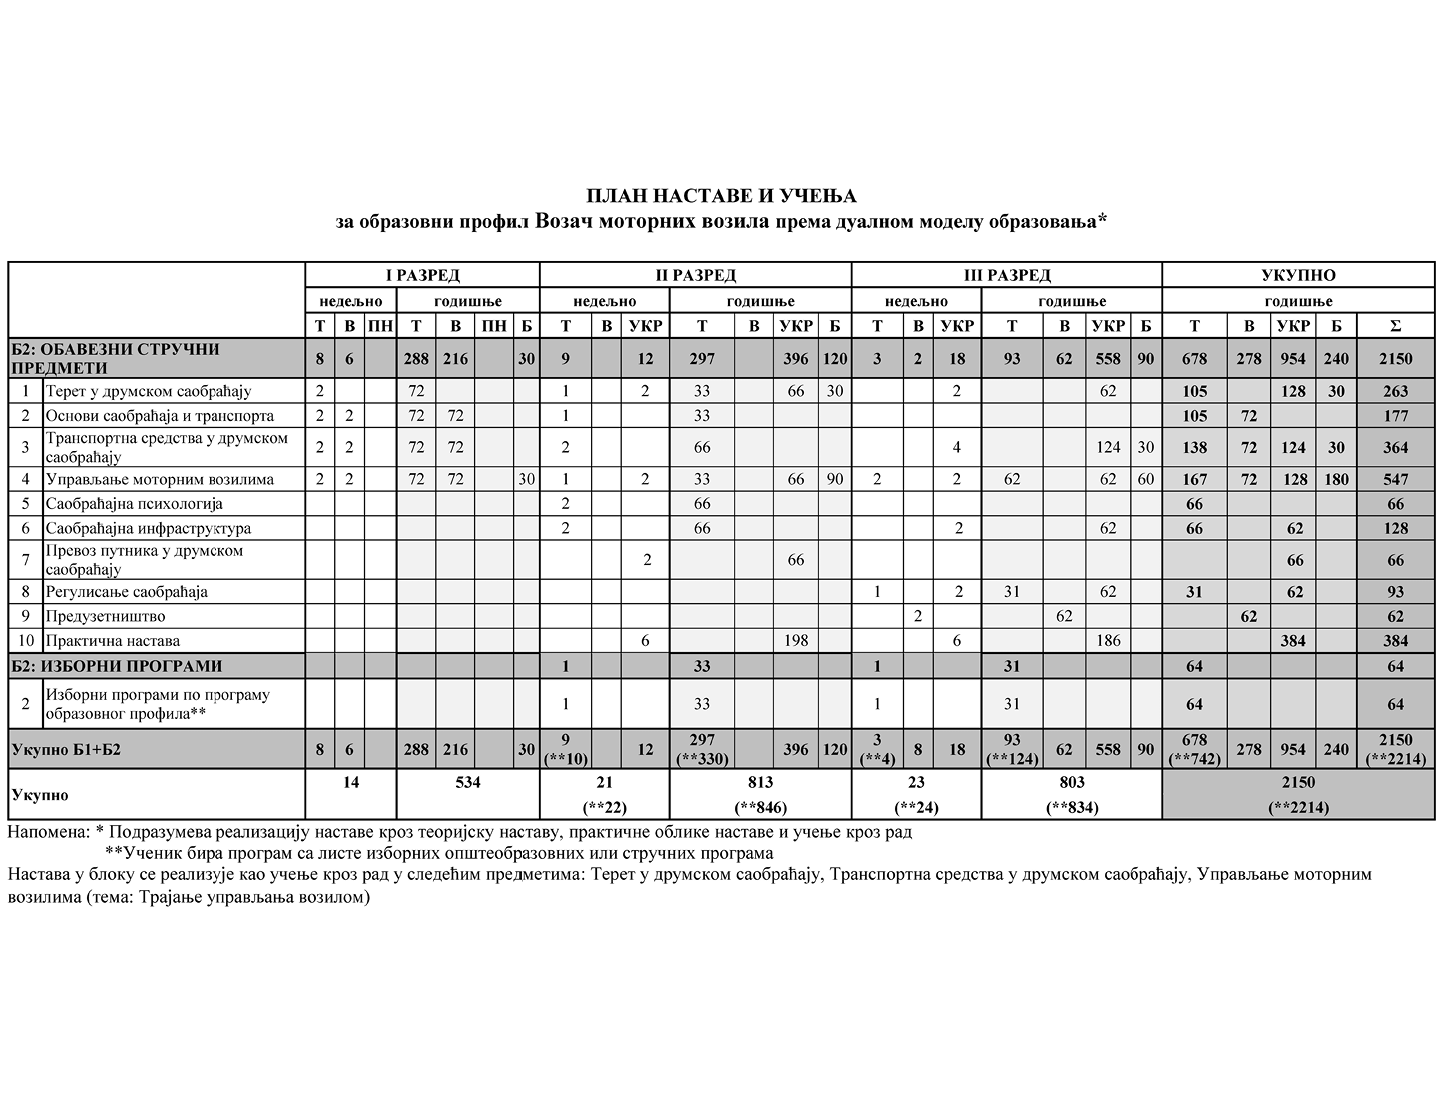 ПЛАН НАСТАВЕ И УЧЕЊА
за образовни профил Возач моторних возила према дуалном моделу образовања*
I РАЗРЕД II РАЗРЕД III РАЗРЕД УКУПНО
недељно годишње недељно годишње недељно годишње годишње
Т В ПН Т В ПН Б Т В УКР Т В УКР Б Т В УКР Т В УКР Б Т В УКР Б Σ
Б2: ОБАВЕЗНИ СТРУЧНИ
ПРЕДМЕТИ
8 6 288 216 30 9 12 297 396 120 3 2 18 93 62 558 90 678 278 954 240 2150
1 Терет у друмском саобраћају 2 72 1 2 33 66 30 2 62 105 128 30 263
2 Основи саобраћаја и транспорта 2 2 72 72 1 33 105 72 177
3 Транспортна средства у друмском
саобраћају
2 2 72 72 2 66 4 124 30 138 72 124 30 364
4 Управљање моторним возилима 2 2 72 72 30 1 2 33 66 90 2 2 62 62 60 167 72 128 180 547
5 Саобраћајна психологија 2 66 66 66
6 Саобраћајна инфраструктура 2 66 2 62 66 62 128
7 Превоз путника у друмском
саобраћају
2 66 66 66
8 Регулисање саобраћаја 1 2 31 62 31 62 93
9 Предузетништво 2 62 62 62
10 Практична настава 6 198 6 186 384 384
Б2: ИЗБОРНИ ПРОГРАМИ 1 33 1 31 64 64
2 Изборни програми по програму
образовног профила**
1 33 1 31 64 64
Укупно Б1+Б2 8 6 288 216 30 9 12 297 396 120 3 8 18 93 62 558 90 678 278 954 240 2150
(**10) (**330) (**4) (**124) (**742) (**2214)
Укупно 14 534 21 813 23 803 2150
(**22) (**846) (**24) (**834) (**2214)
Напомена: * Подразумева реализацију наставе кроз теоријску наставу, практичне облике наставе и учење кроз рад
**Ученик бира програм са листе изборних општеобразовних или стручних програма
Настава у блоку се реализује као учење кроз рад у следећим предметима: Терет у друмском саобраћају, Транспортна средства у друмском саобраћају, Управљање моторним
возилима (тема: Трајање управљања возилом)